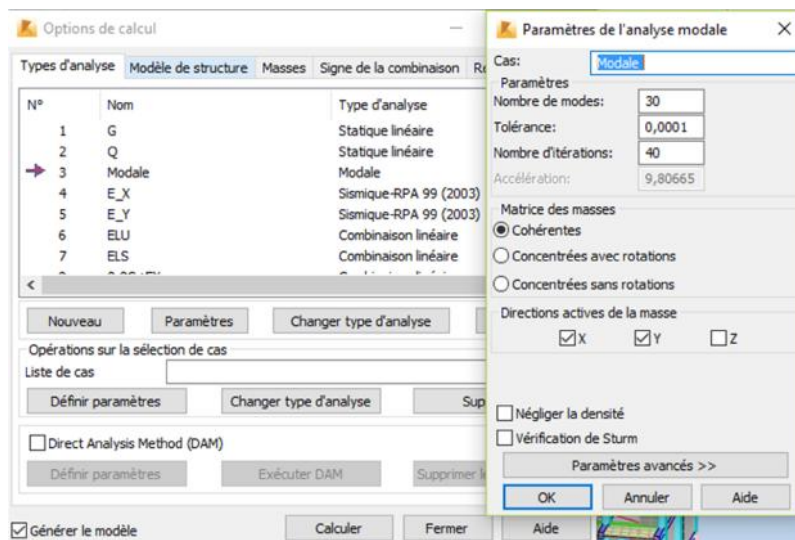 Options de calcul
Types d'analyse Modèle de structure Masses Signe de la combinaison
N° Nom Type d'analyse
1 G Statique linéaire
2 Q Statique linéaire
3 Modale Modale
4 E_X Sismique-RPA 99 (2003)
5 E_Y Sismique-RPA 99 (2003)
6 ELU Combinaison linéaire
7 ELS Combinaison linéaire
Nouveau Paramètres Changer type d'analyse
Opérations sur la sélection de cas
Liste de cas
Définir paramètres Changer type d'analyse Sup
Direct Analysis Method (DAM)
Définir paramètres Exécuter DAM Supprimer le
Générer le modèle Calculer Fermer Aide
Paramètres de l'analyse modale
Cas: Modale
Paramètres
Nombre de modes: 30
Tolérance: 0,0001
Nombre d'itérations: 40
Accélération: 9,80665
Matrice des masses
Cohérentes
Concentrées avec rotations
Concentrées sans rotations
Directions actives de la masse
X Y Z
Négliger la densité
Vérification de Sturm
Paramètres avancés >>
OK Annuler Aide